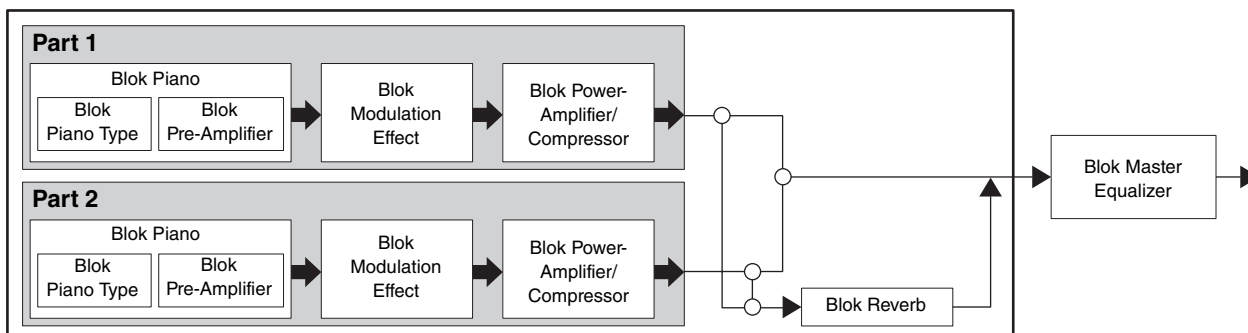 Part 1
Blok Piano
Blok
Piano Type
Blok
Pre-Amplifier
Blok
Modulation
Effect
Blok Power-
Amplifier/
Compressor
Part 2
Blok Piano
Blok
Piano Type
Blok
Pre-Amplifier
Blok
Modulation
Effect
Blok Power-
Amplifier/
Compressor
Blok Reverb
Blok Master
Equalizer